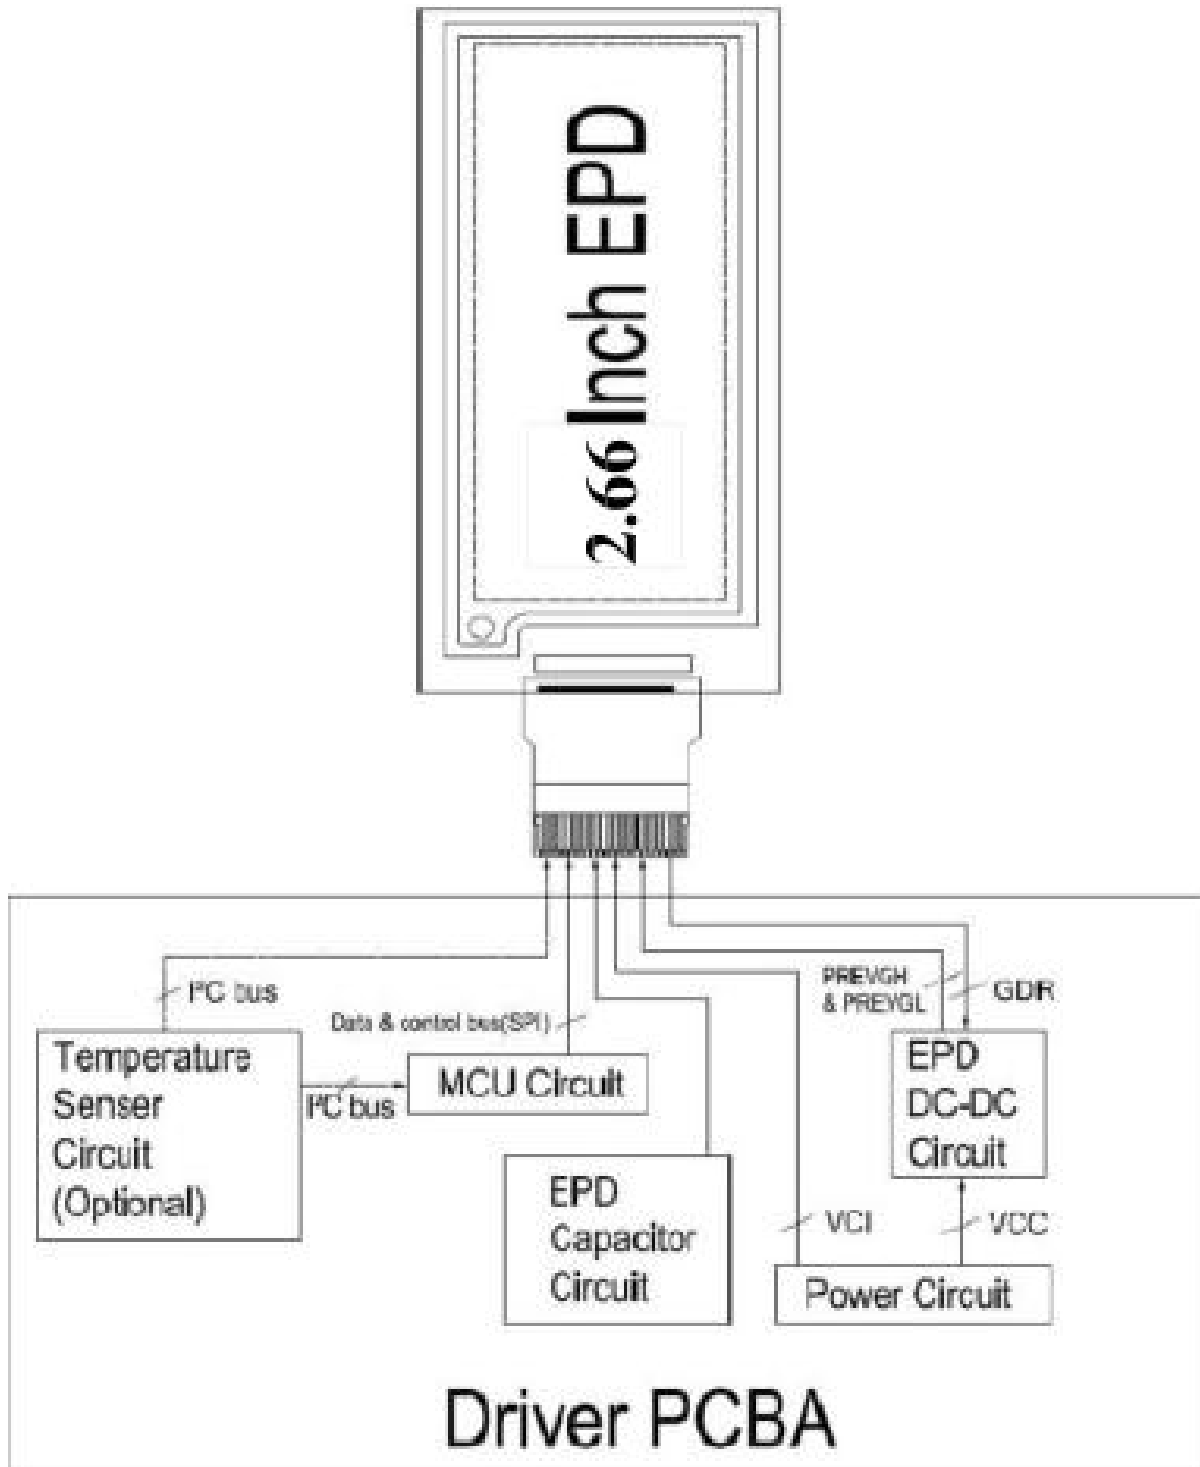 2.66 Inch EPD
PREVGH
& PREVGL
GDR
I²C bus
Data & control bus(SPI)
Temperature
Senser
Circuit
(Optional)
I²C bus
MCU Circuit
EPD
DC-DC
Circuit
EPD
Capacitor
Circuit
VCI
VCC
Power Circuit
Driver PCBA